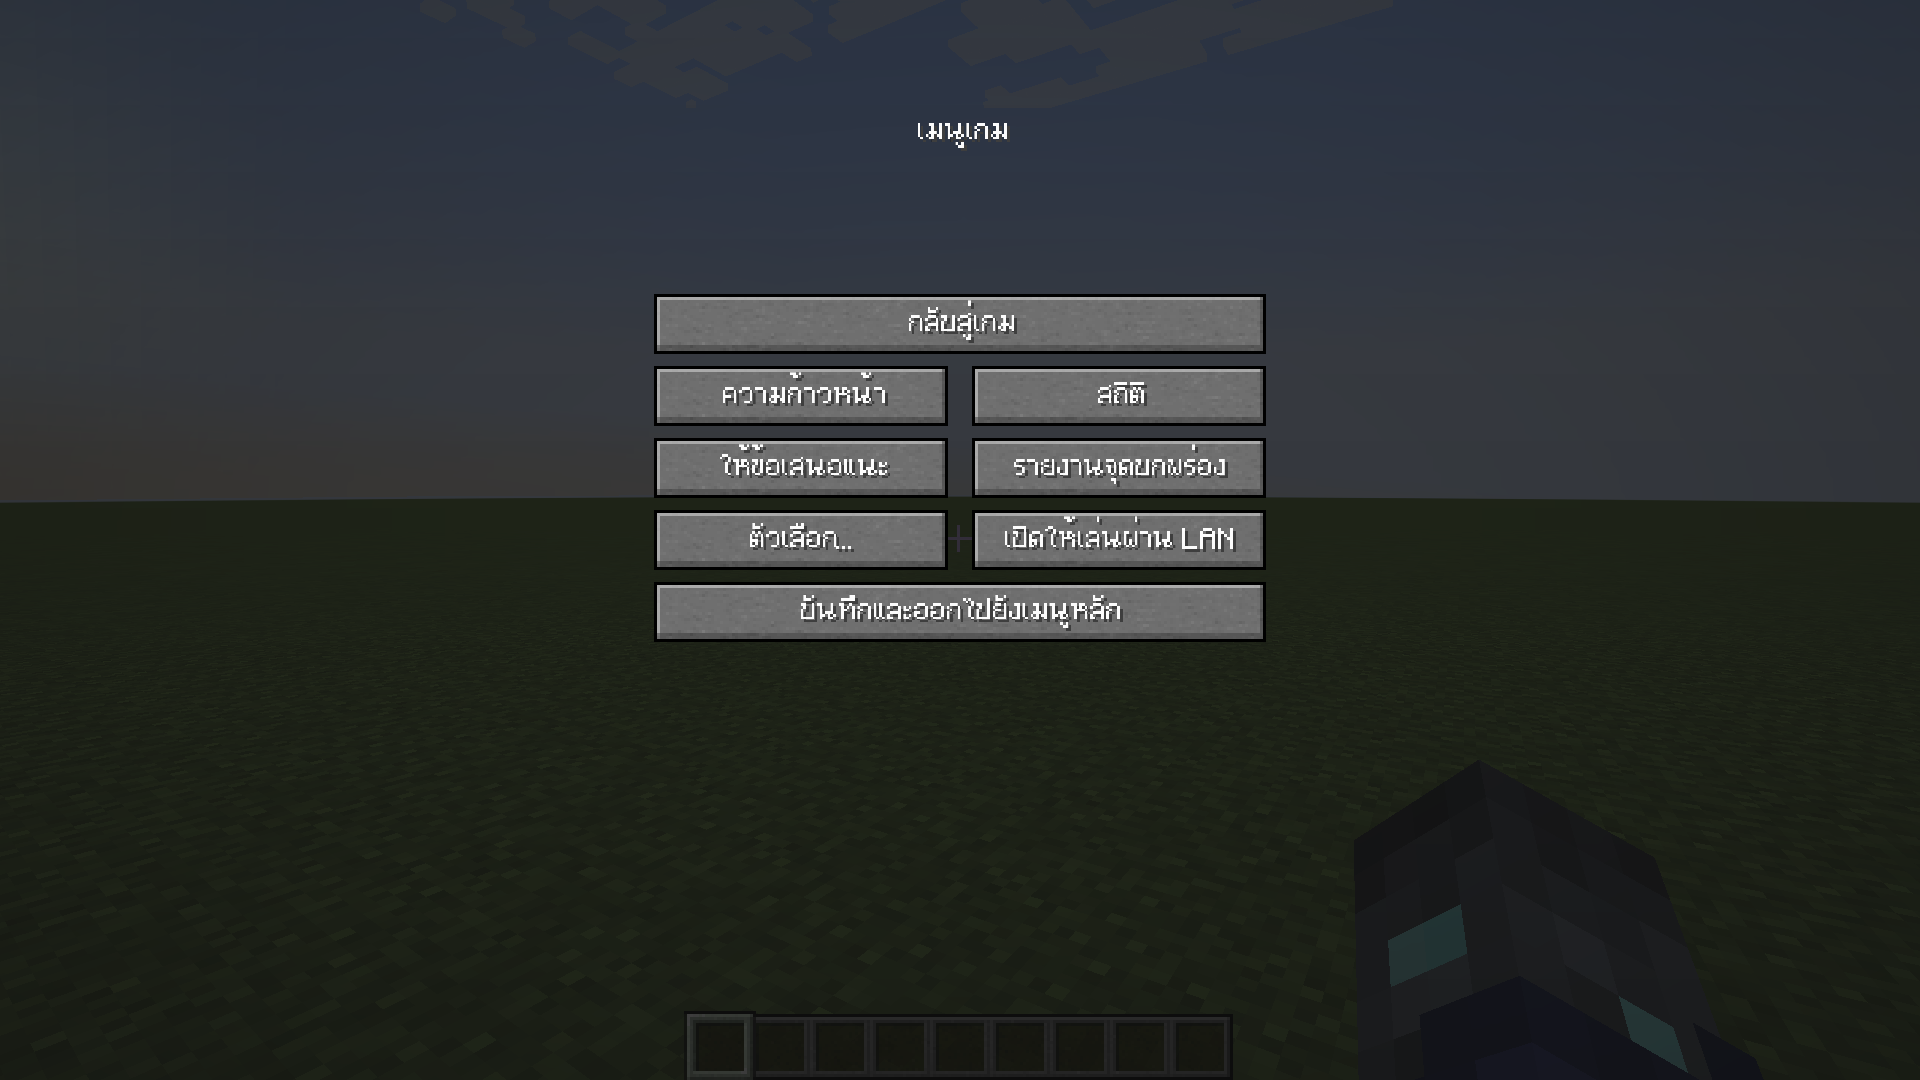 เมนูเกม
กลับสู่เกม
ความก้าวหน้า
สถิติ
ให้ข้อเสนอแนะ
รายงานจุดบกพร่อง
ตัวเลือก...
เปิดให้เล่นผ่าน LAN
บันทึกและออกไปยังเมนูหลัก